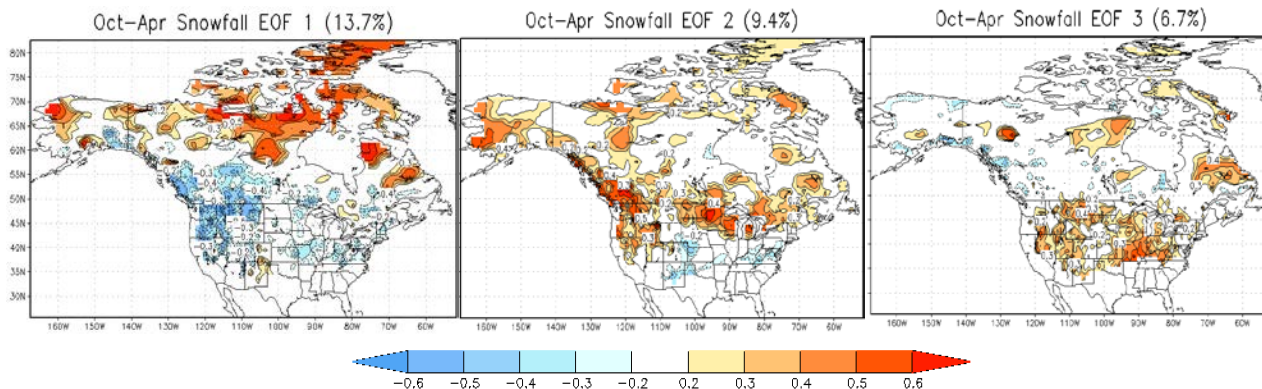 Oct-Apr Snowfall EOF 1 (13.7%)
Oct-Apr Snowfall EOF 2 (9.4%)
Oct-Apr Snowfall EOF 3 (6.7%)
80N
70N
65N
60N
55N
50N
45N
40N
35N
30N
160W 150W 140W 130W 120W 110W 100W 90W 80W 70W 60W
160W 150W 140W 130W 120W 110W 100W 90W 80W 70W 60W
160W 150W 140W 130W 120W 110W 100W 90W 80W 70W 60W
-0.6 -0.5 -0.4 -0.3 -0.2 0.2 0.3 0.4 0.5 0.6